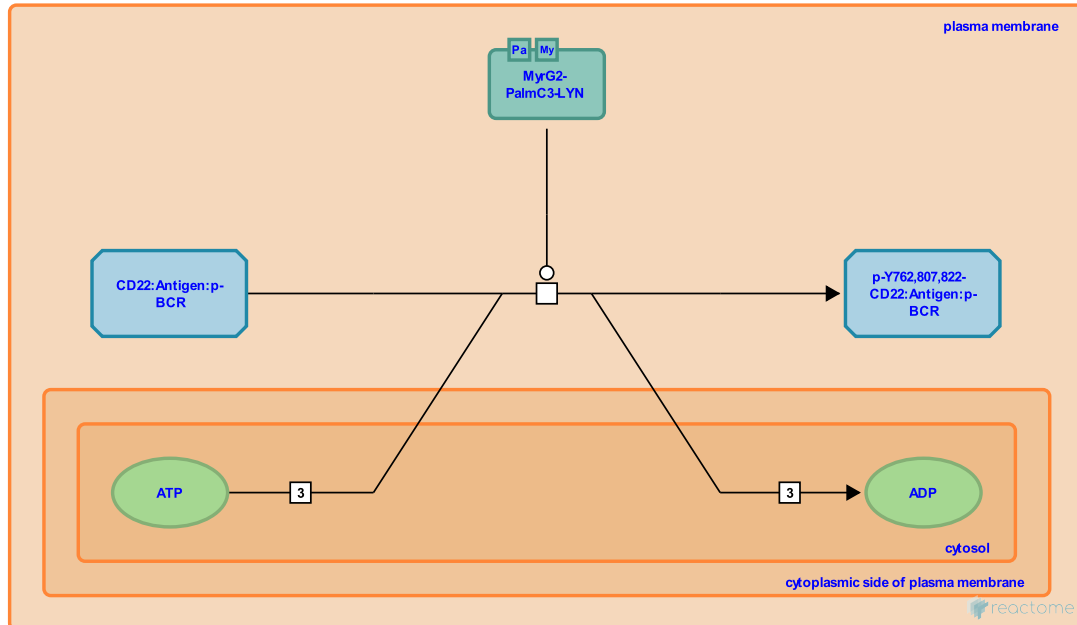 plasma membrane
Pa My
MyrG2-
PalmC3-LYN
CD22:Antigen:p-
BCR
p-Y762,807,822-
CD22:Antigen:p-
BCR
ATP
3
3
ADP
cytosol
cytoplasmic side of plasma membrane
reactome